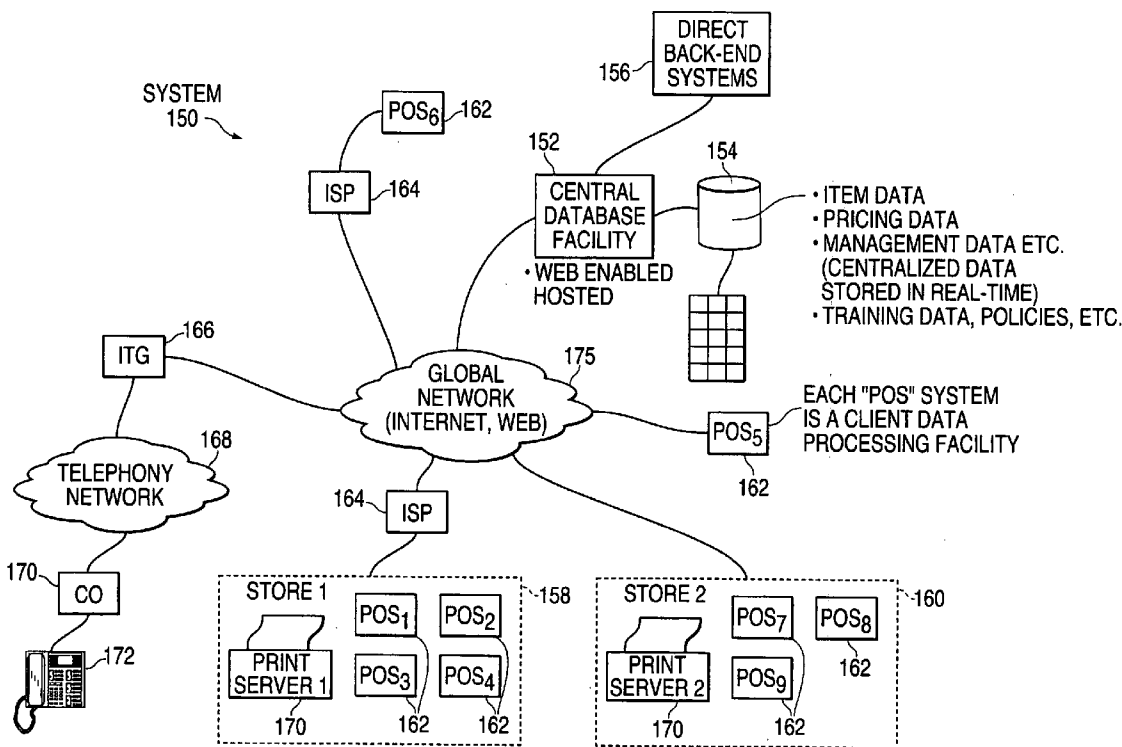 DIRECT
BACK-END
SYSTEMS
156
SYSTEM
150
POS6
162
ISP
164
152
CENTRAL
DATABASE
FACILITY
• WEB ENABLED
HOSTED
154
• ITEM DATA
• PRICING DATA
• MANAGEMENT DATA ETC.
(CENTRALIZED DATA
STORED IN REAL-TIME)
• TRAINING DATA, POLICIES, ETC.
166
ITG
GLOBAL
NETWORK
(INTERNET, WEB)
175
POS5
162
EACH "POS" SYSTEM
IS A CLIENT DATA
PROCESSING FACILITY
168
TELEPHONY
NETWORK
164
ISP
170
CO
172
STORE 1
158
POS1
POS2
PRINT
SERVER 1
POS3
POS4
170
162
162
STORE 2
160
POS7
POS8
162
PRINT
SERVER 2
POS9
170
162